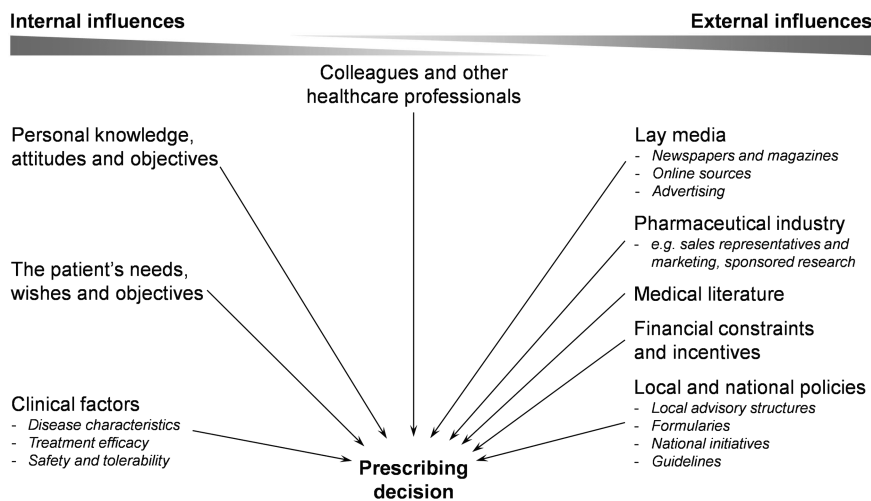 Internal influences
External influences
Colleagues and other
healthcare professionals
Personal knowledge,
attitudes and objectives
The patient’s needs,
wishes and objectives
Clinical factors
- Disease characteristics
- Treatment efficacy
- Safety and tolerability
Lay media
- Newspapers and magazines
- Online sources
- Advertising
Pharmaceutical industry
- e.g. sales representatives and
marketing, sponsored research
Medical literature
Financial constraints
and incentives
Local and national policies
- Local advisory structures
- Formularies
- National initiatives
- Guidelines
Prescribing
decision